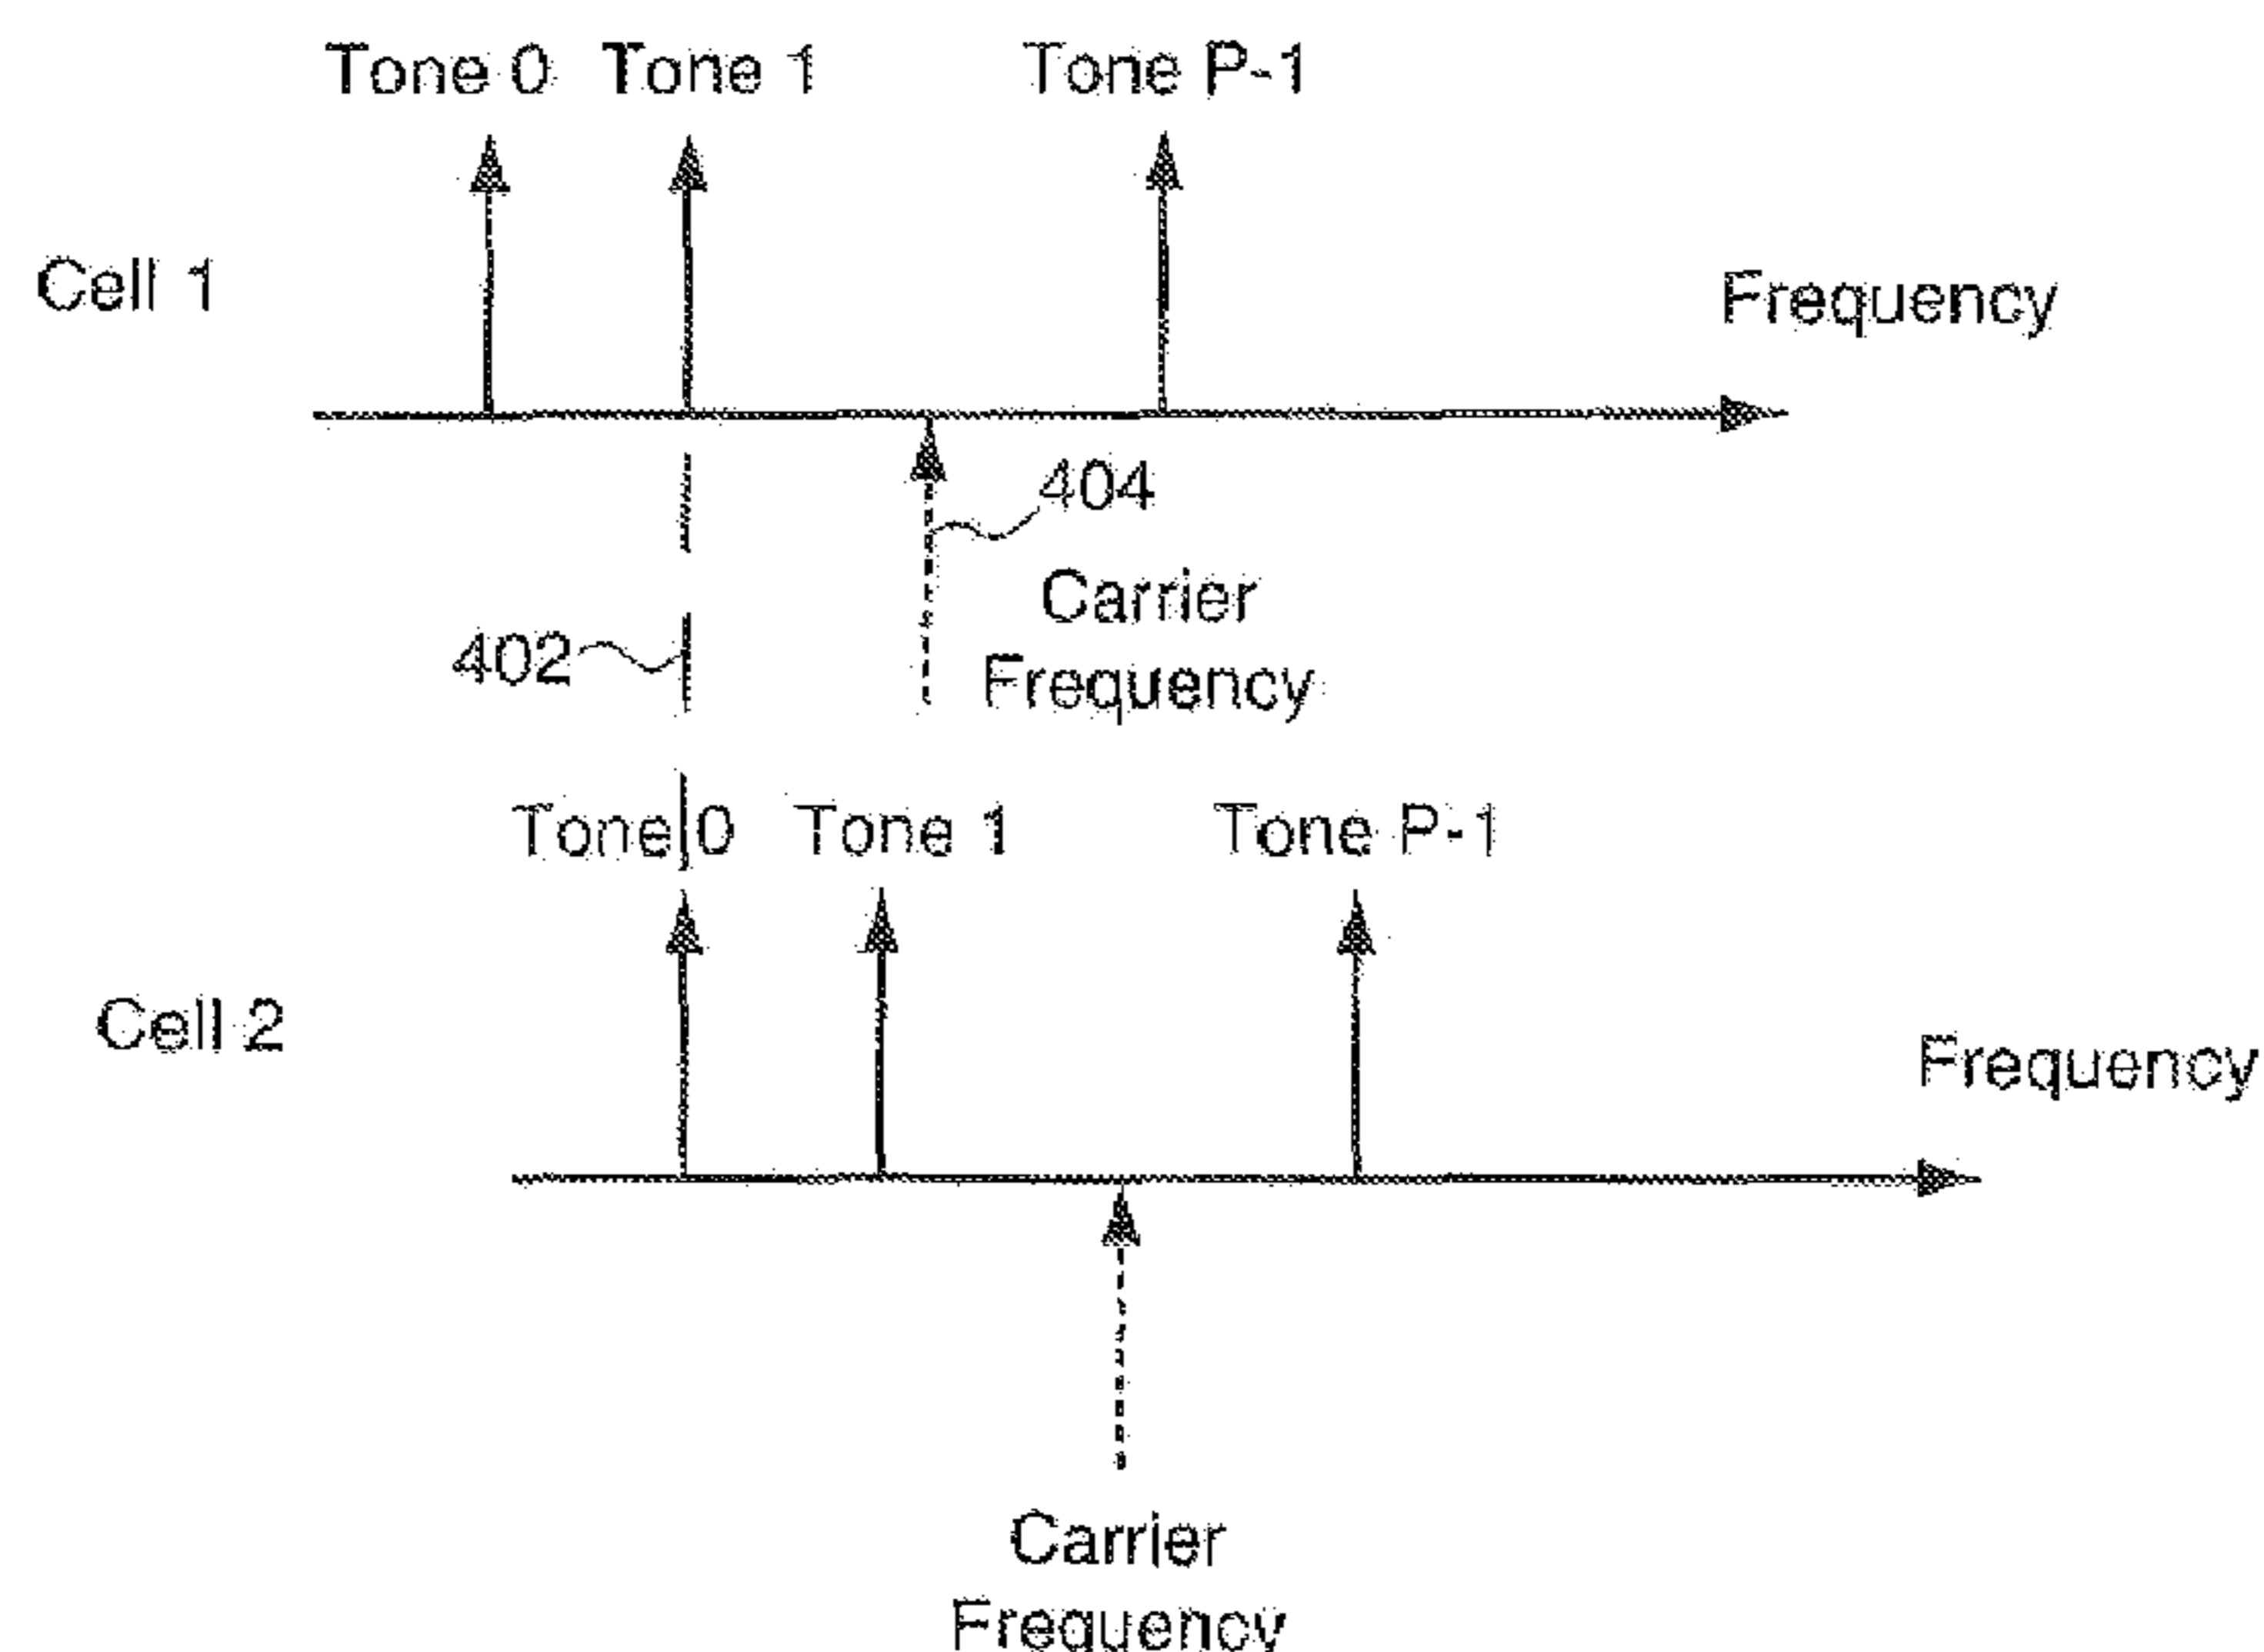 Tone 0 Tone 1 Tone P-1
Cell 1
Frequency
404
Carrier
Frequency
402
Tone 0 Tone 1 Tone P-1
Cell 2
Frequency
Carrier
Frequency